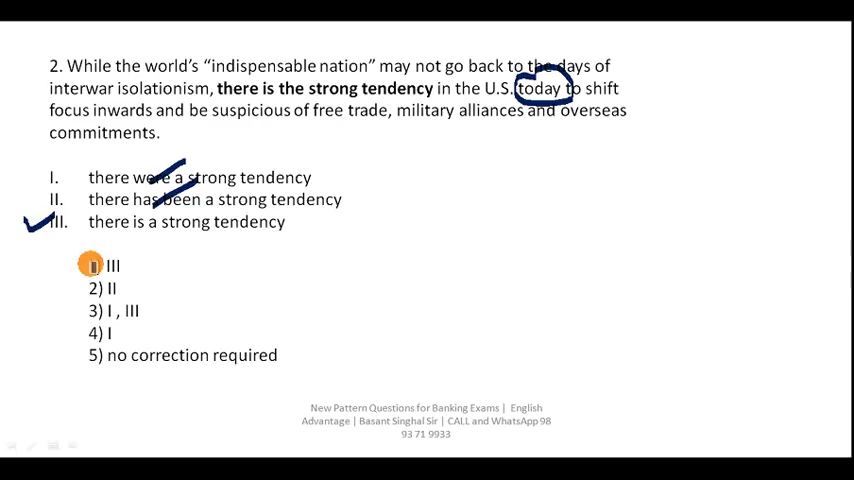 2. While the world's "indispensable nation" may not go back to the days of
interwar isolationism, there is the strong tendency in the U.S. today to shift
focus inwards and be suspicious of free trade, military alliances and overseas
commitments.
I. there were a strong tendency
II. there has been a strong tendency
III. there is a strong tendency
III
2) II
3) I , III
4) I
5) no correction required
New Pattern Questions for Banking Exams | English
Advantage | Basant Singhal Sir | CALL and WhatsApp 98
93 71 9933